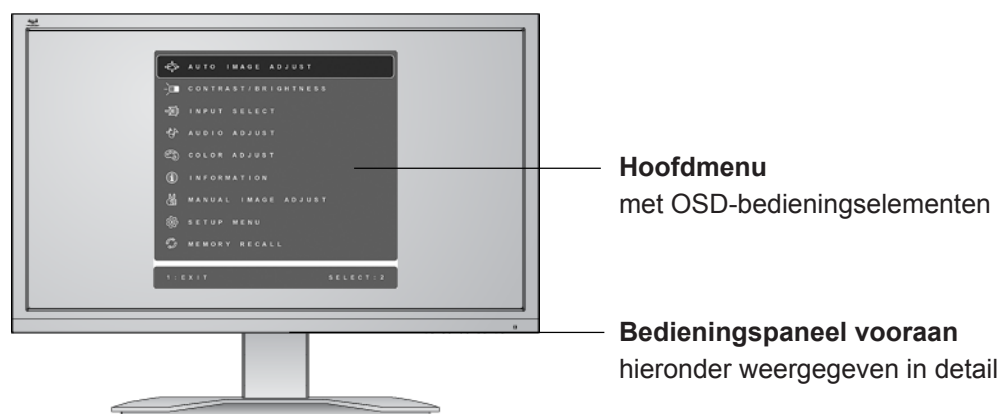 AUTO IMAGE ADJUST
CONTRAST/BRIGHTNESS
INPUT SELECT
AUDIO ADJUST
COLOR ADJUST
INFORMATION
MANUAL IMAGE ADJUST
SETUP MENU
MEMORY RECALL
1:EXIT SELECT:2
Hoofdmenu
met OSD-bedieningselementen
Bedieningspaneel vooraan
hieronder weergegeven in detail